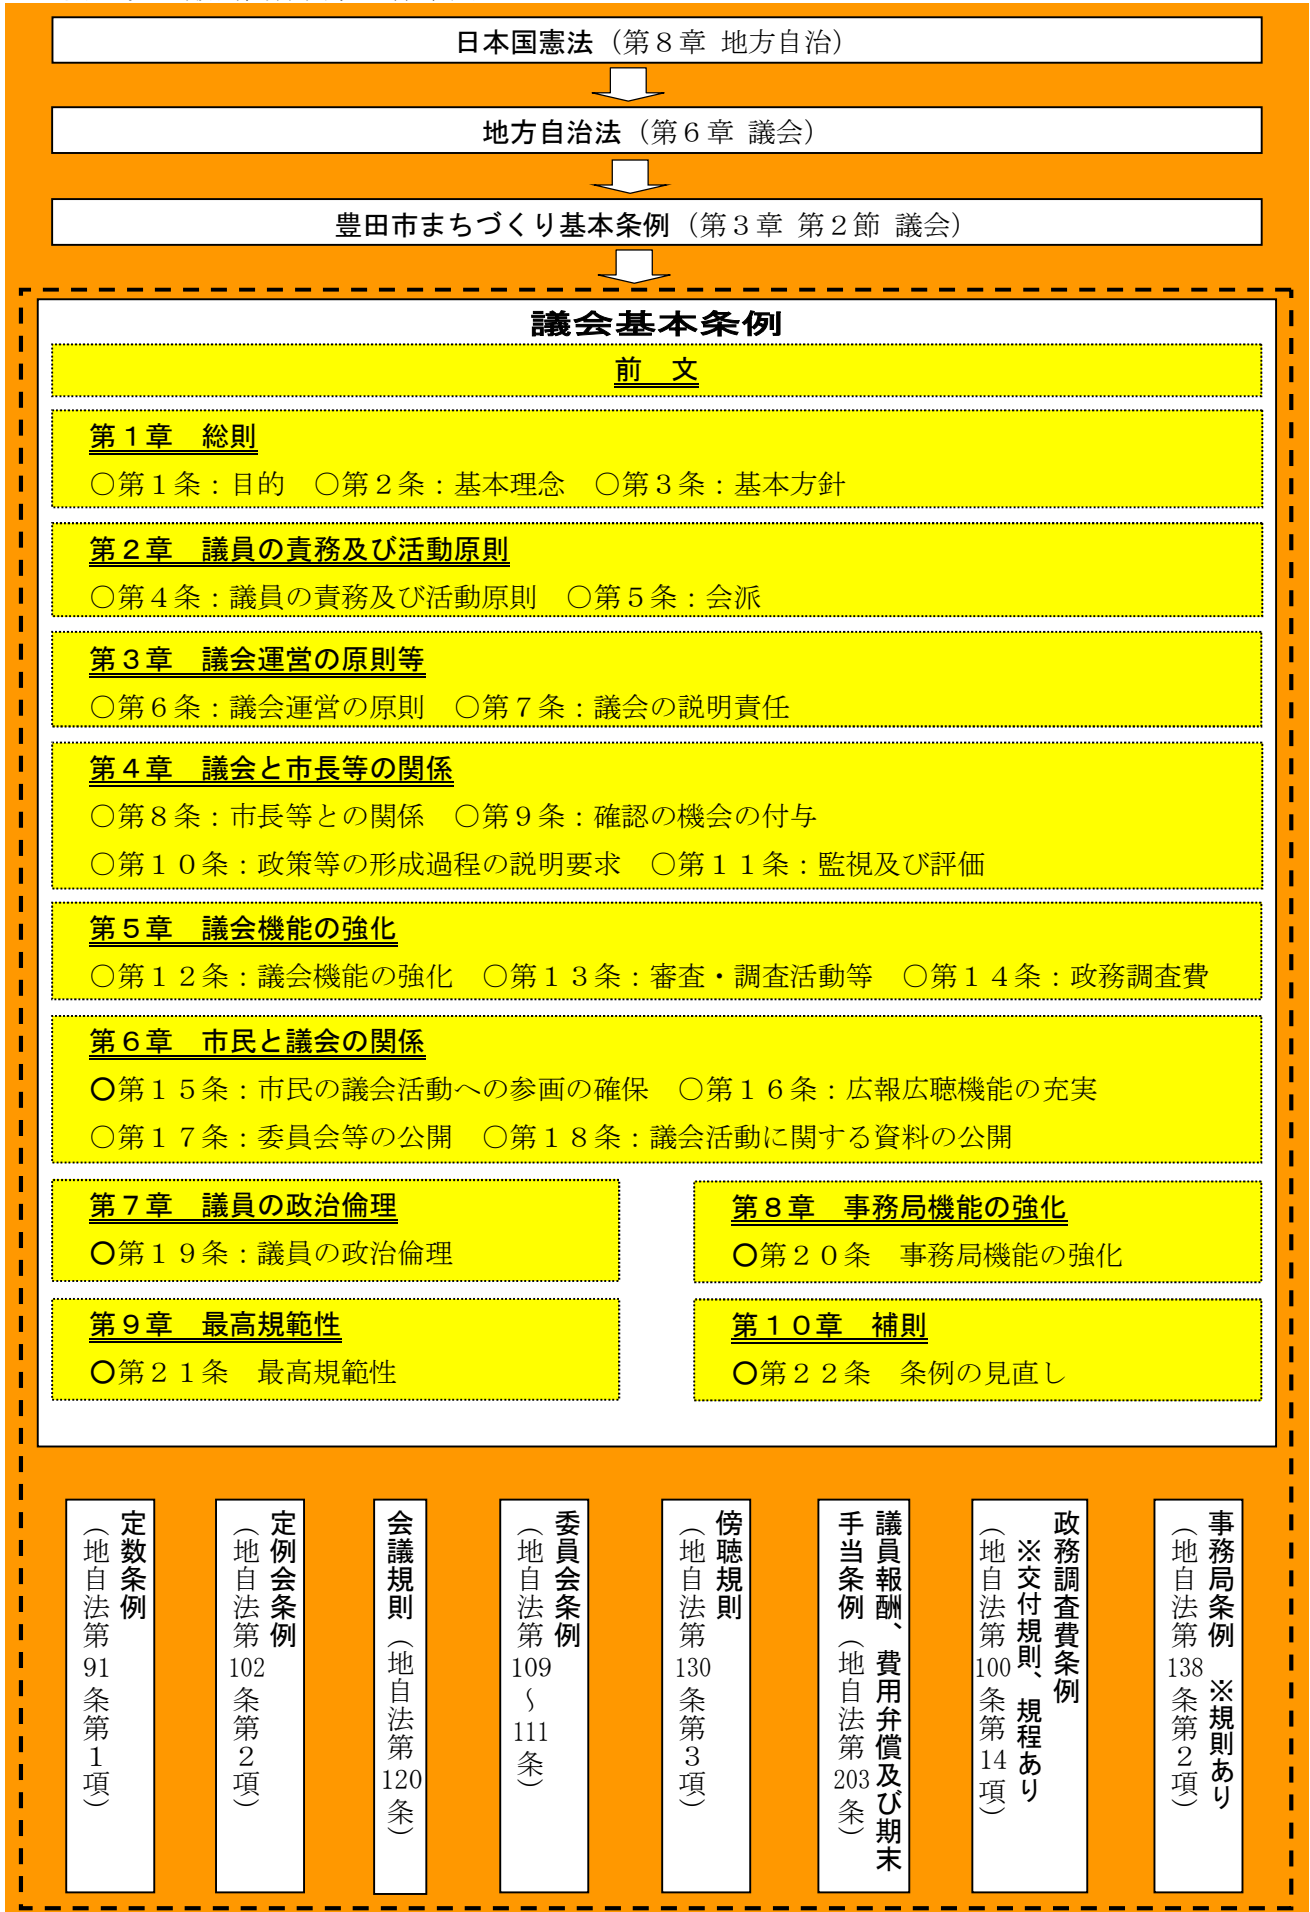 日本国憲法（第８章 地方自治）
地方自治法（第６章 議会）
豊田市まちづくり基本条例（第３章 第２節 議会）
議会基本条例
前　文
第１章　総則
○第１条：目的　○第２条：基本理念　○第３条：基本方針
第２章　議員の責務及び活動原則
○第４条：議員の責務及び活動原則　○第５条：会派
第３章　議会運営の原則等
○第６条：議会運営の原則　○第７条：議会の説明責任
第４章　議会と市長等の関係
○第８条：市長等との関係　○第９条：確認の機会の付与
○第１０条：政策等の形成過程の説明要求　○第１１条：監視及び評価
第５章　議会機能の強化
○第１２条：議会機能の強化　○第１３条：審査・調査活動等　○第１４条：政務調査費
第６章　市民と議会の関係
○第１５条：市民の議会活動への参画の確保　○第１６条：広報広聴機能の充実
○第１７条：委員会等の公開　○第１８条：議会活動に関する資料の公開
第７章　議員の政治倫理
○第１９条：議員の政治倫理
第８章　事務局機能の強化
○第２０条　事務局機能の強化
第９章　最高規範性
○第２１条　最高規範性
第１０章　補則
○第２２条　条例の見直し
定数条例
（地自法第91条第１項）
定例会条例
（地自法第102条第２項）
会議規則（地自法第120条）
委員会条例
（地自法第109～111条）
傍聴規則
（地自法第130条第３項）
議員報酬、費用弁償及び期末
手当条例（地自法第203条）
政務調査費条例
※交付規則、規程あり
（地自法第100条第14項）
事務局条例　※規則あり
（地自法第138条第２項）